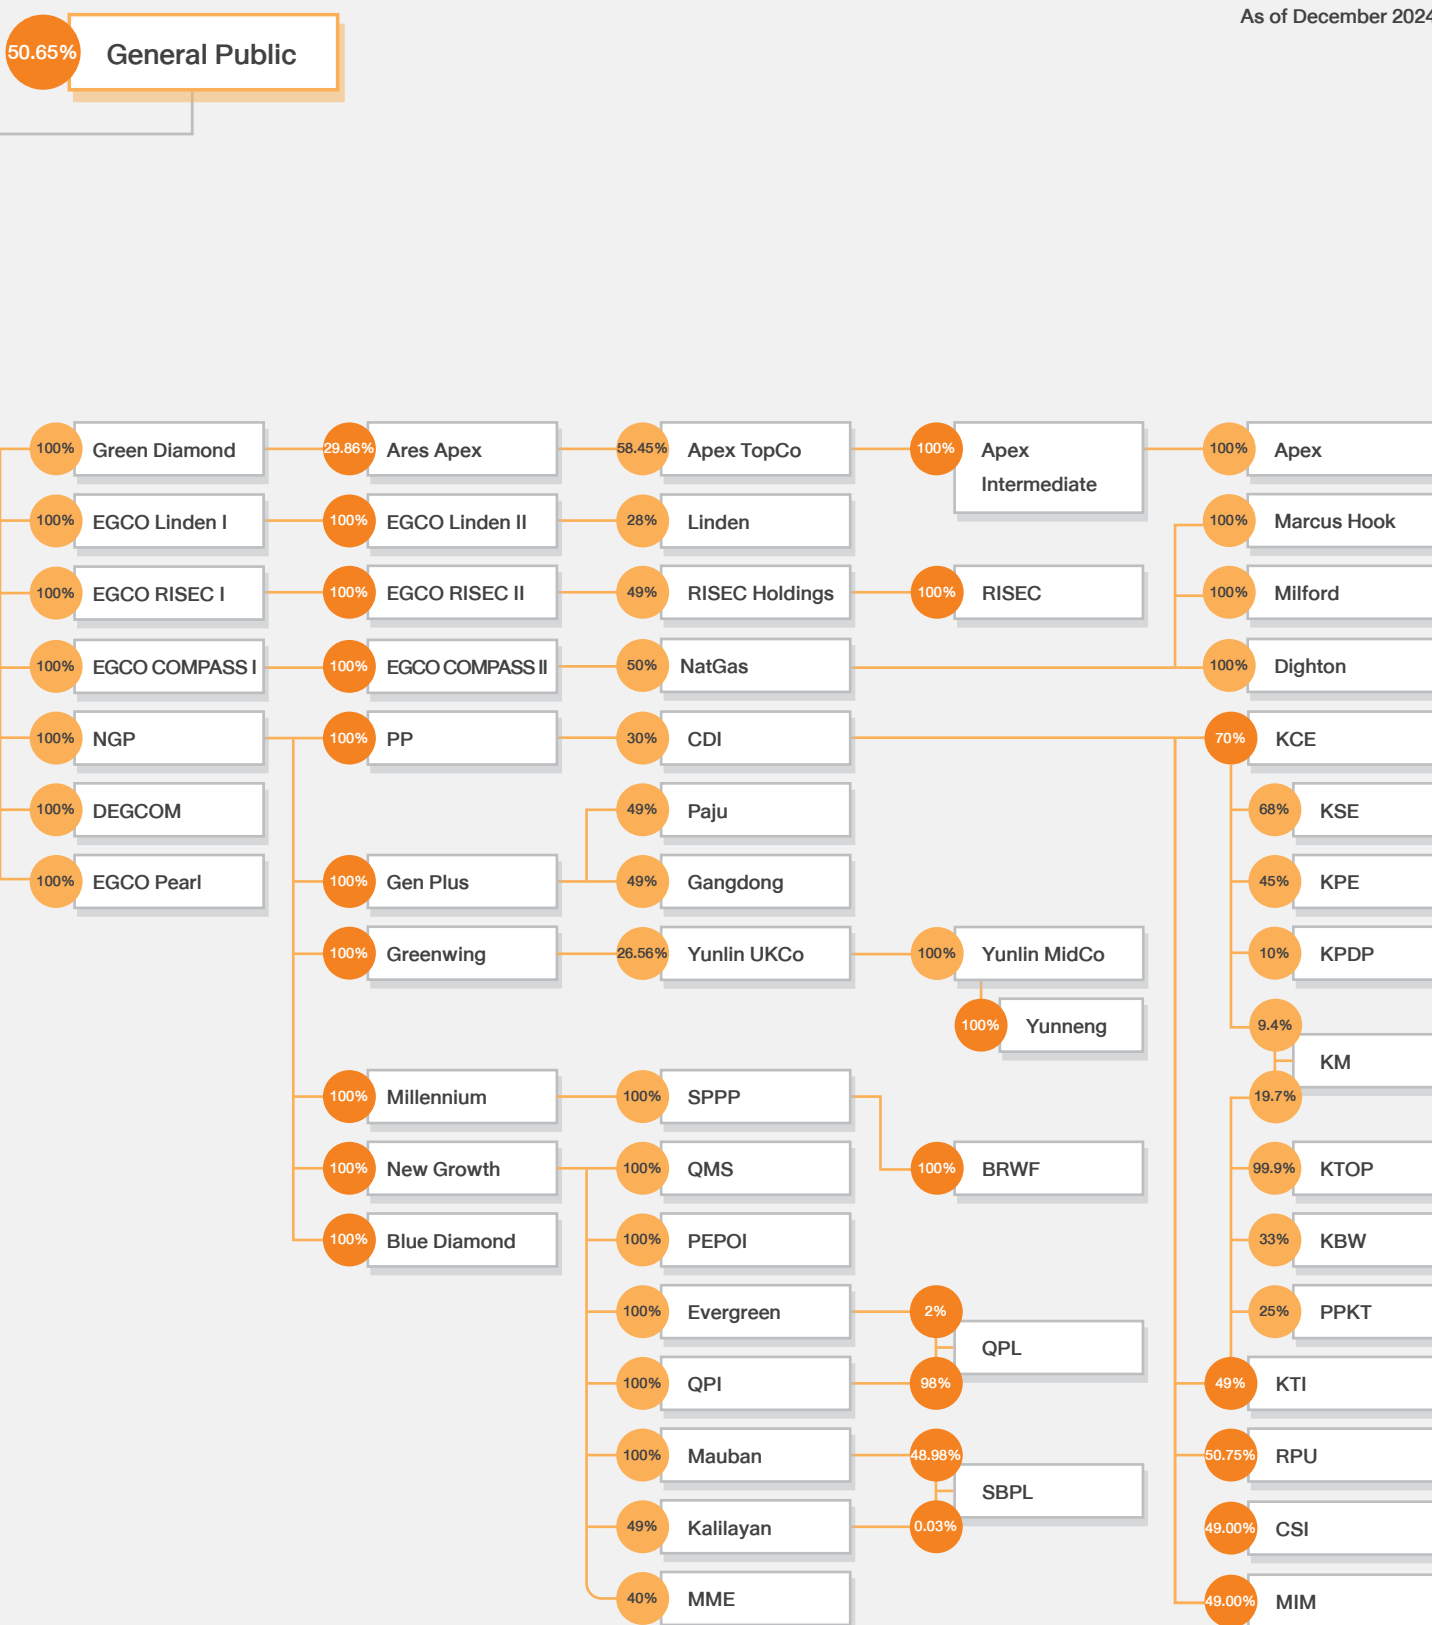 As of December 2024
50.65% General Public
100% Green Diamond 29.86% Ares Apex 58.45% Apex TopCo 100% Apex 100% Apex
Intermediate
100% EGCO Linden I 100% EGCO Linden II 28% Linden 100% Marcus Hook
100% EGCO RISEC I 100% EGCO RISEC II 49% RISEC Holdings 100% RISEC 100% Milford
100% EGCO COMPASS I 100% EGCO COMPASS II 50% NatGas 100% Dighton
100% NGP 100% PP 30% CDI 70% KCE
100% DEGCOM 49% Paju 68% KSE
100% EGCO Pearl 100% Gen Plus 49% Gangdong 45% KPE
100% Greenwing 26.56% Yunlin UKCo 100% Yunlin MidCo 10% KPDP
100% Yunneng 9.4%
KM
100% Millennium 100% SPPP 19.7%
100% New Growth 100% QMS 100% BRWF 99.9% KTOP
100% Blue Diamond 100% PEPOI 33% KBW
100% Evergreen 2% 25% PPKT
QPL
100% QPI 98% 49% KTI
100% Mauban 48.98% 50.75% RPU
SBPL
49% Kalilayan 0.03% 49.00% CSI
40% MME 49.00% MIM